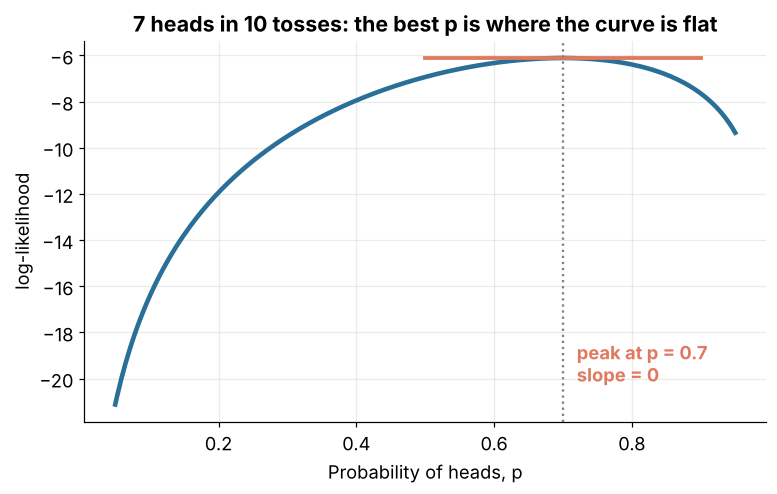 7 heads in 10 tosses: the best p is where the curve is flat
log-likelihood
−6
−8
−10
−12
−14
−16
−18
−20
peak at p = 0.7
slope = 0
0.2 0.4 0.6 0.8
Probability of heads, p